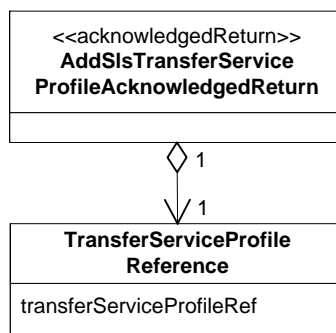 <<acknowledgedReturn>>
AddSlsTransferService
ProfileAcknowledgedReturn
1
1
TransferServiceProfile
Reference
transferServiceProfileRef